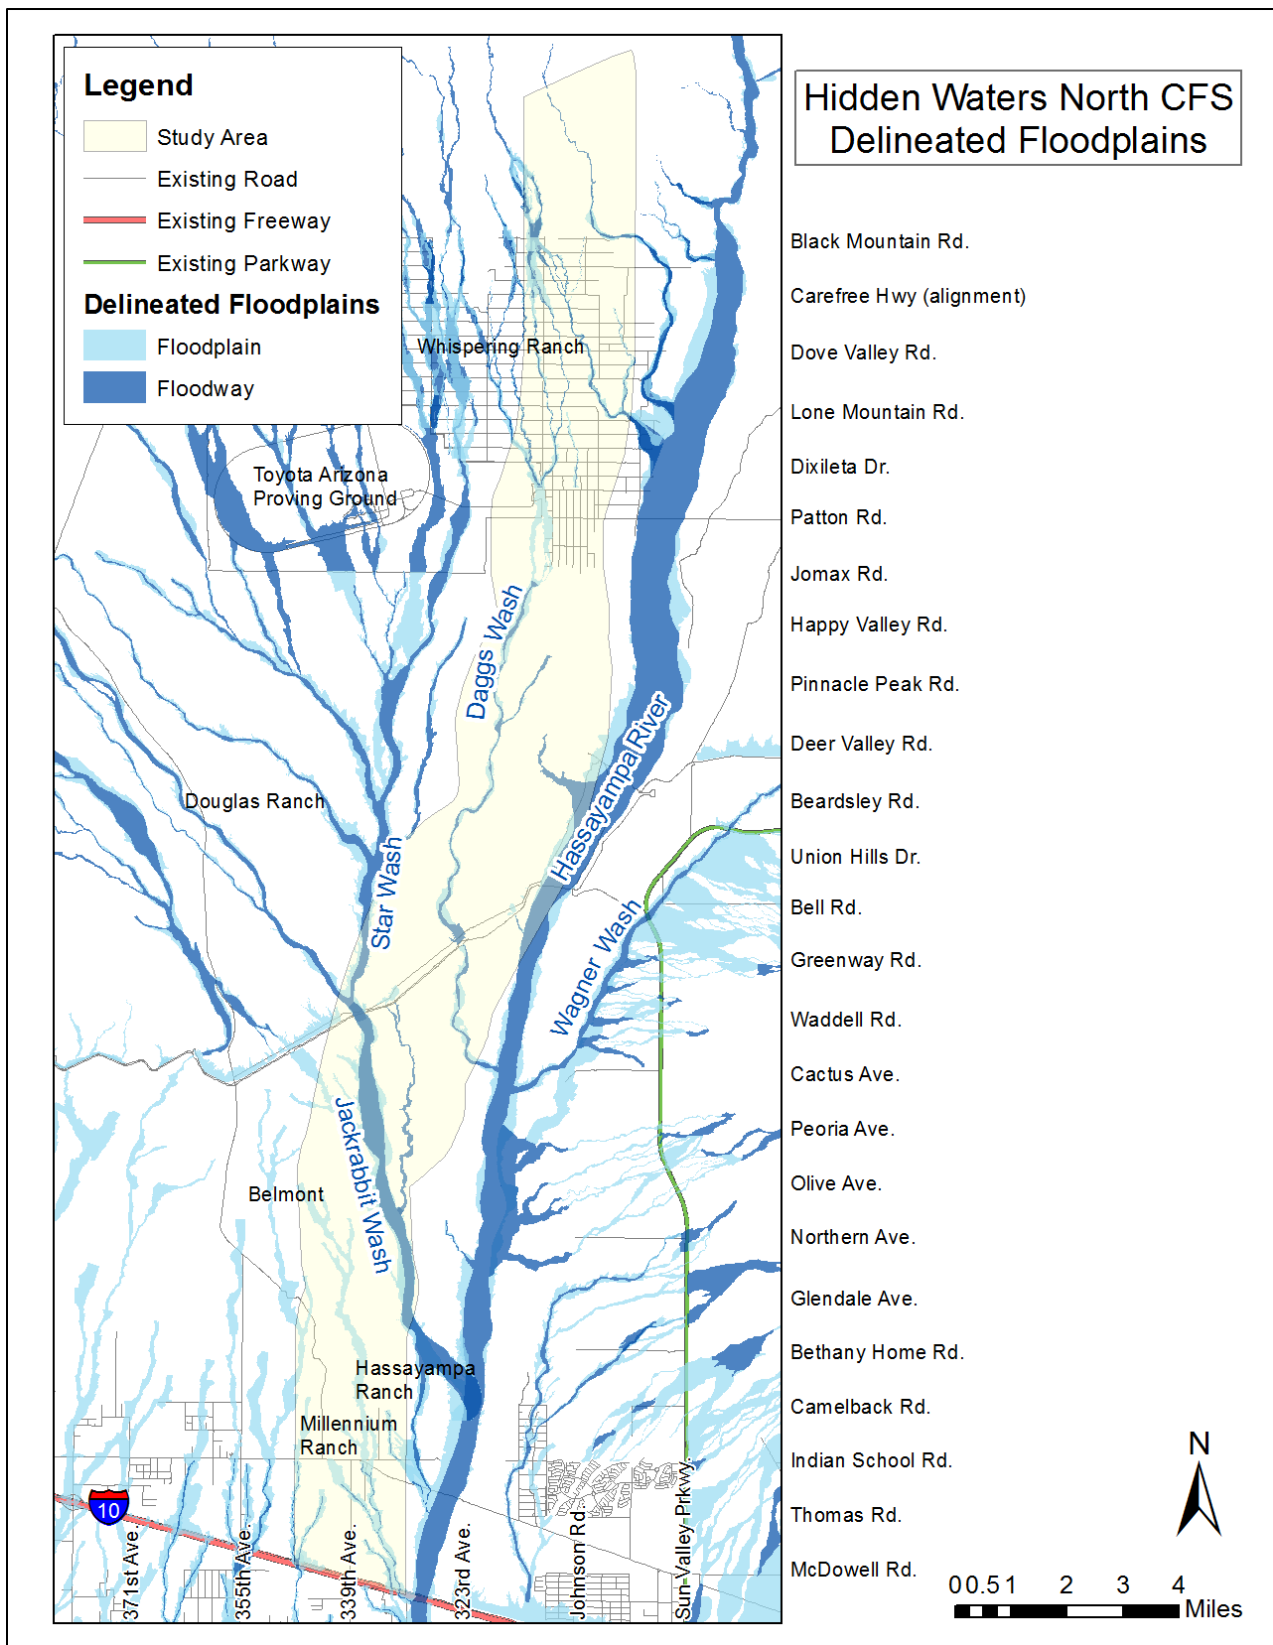 Legend
Study Area
Existing Road
Existing Freeway
Existing Parkway
Delineated Floodplains
Floodplain
Floodway
Hidden Waters North CFS
Delineated Floodplains
Black Mountain Rd.
Carefree Hwy (alignment)
Dove Valley Rd.
Lone Mountain Rd.
Dixileta Dr.
Patton Rd.
Jomax Rd.
Happy Valley Rd.
Pinnacle Peak Rd.
Deer Valley Rd.
Beardsley Rd.
Union Hills Dr.
Bell Rd.
Greenway Rd.
Waddell Rd.
Cactus Ave.
Peoria Ave.
Olive Ave.
Northern Ave.
Glendale Ave.
Bethany Home Rd.
Camelback Rd.
Indian School Rd.
Thomas Rd.
McDowell Rd.
Whispering Ranch
Toyota Arizona
Proving Ground
Daggs Wash
Hassayampa River
Douglas Ranch
Star Wash
Wagner Wash
Jackrabbit Wash
Belmont
Hassayampa
Ranch
Millennium
Ranch
10
371st Ave.
355th Ave.
339th Ave.
323rd Ave.
Johnson Rd.
Sun Valley Prkwy.
N
0 0.5 1 2 3 4
Miles